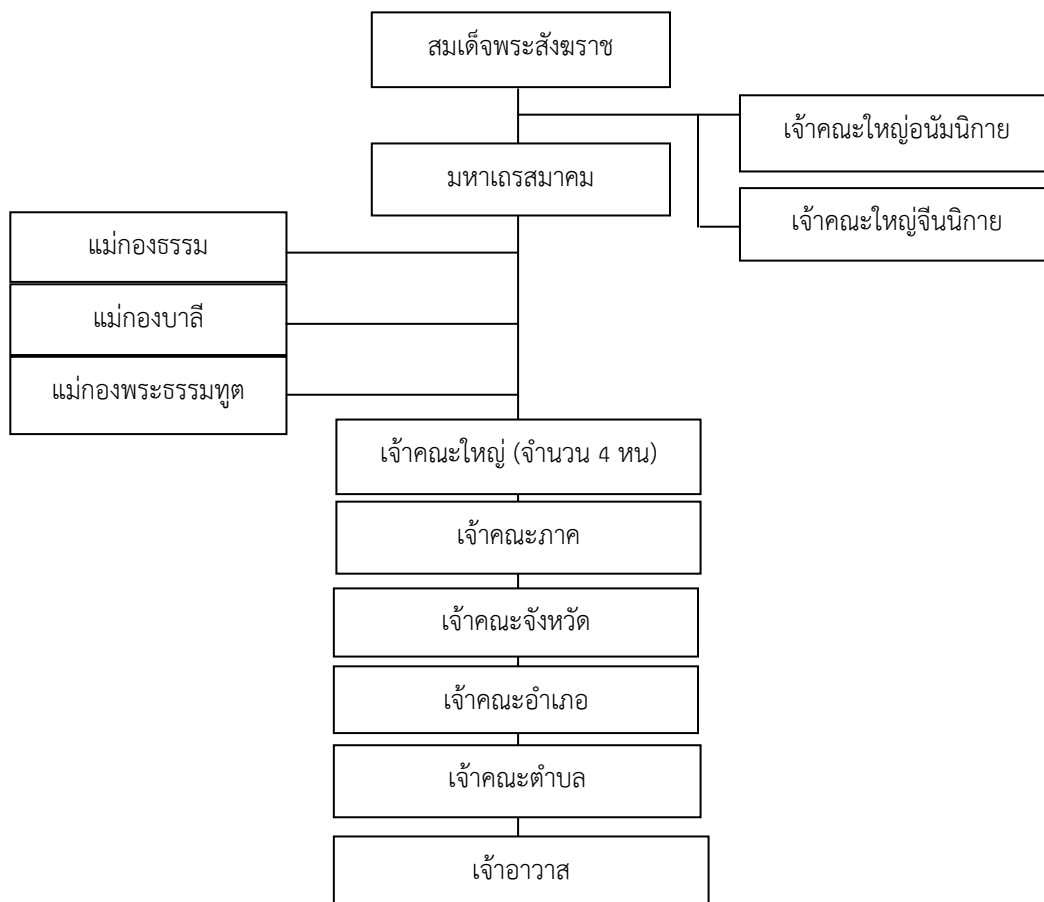 สมเด็จพระสังฆราช
เจ้าคณะใหญ่อนัมนิกาย
มหาเถรสมาคม
เจ้าคณะใหญ่จีนนิกาย
แม่กองธรรม
แม่กองบาลี
แม่กองพระธรรมทูต
เจ้าคณะใหญ่ (จำนวน 4 หน)
เจ้าคณะภาค
เจ้าคณะจังหวัด
เจ้าคณะอำเภอ
เจ้าคณะตำบล
เจ้าอาวาส